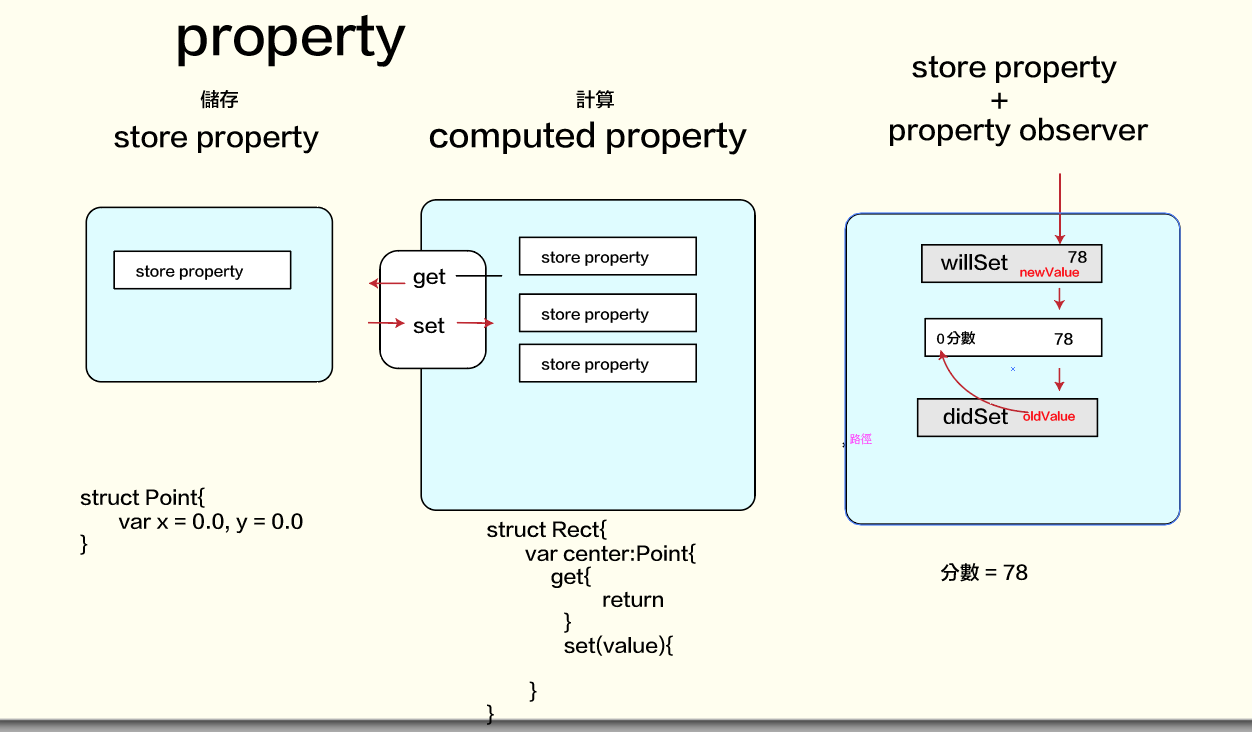 property
儲存
store property
store property
struct Point{
var x = 0.0, y = 0.0
}
計算
computed property
get
set
store property
store property
store property
struct Rect{
var center:Point{
get{
return
}
set(value){
}
}
store property
+
property observer
willSet 78
newValue
0分數 78
didSet oldValue
路徑
分數 = 78